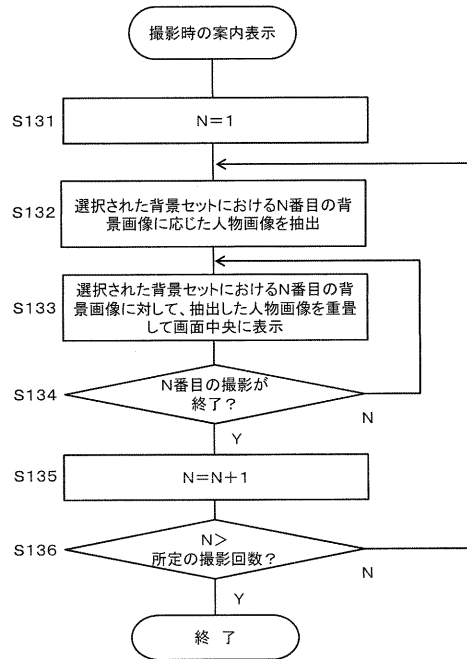 撮影時の案内表示
S131
N=1
S132
選択された背景セットにおけるN番目の背
景画像に応じた人物画像を抽出
S133
選択された背景セットにおけるN番目の背
景画像に対して、抽出した人物画像を重畳
して画面中央に表示
S134
N番目の撮影が
終了?
N
Y
S135
N=N+1
S136
N>
所定の撮影回数?
N
Y
終 了